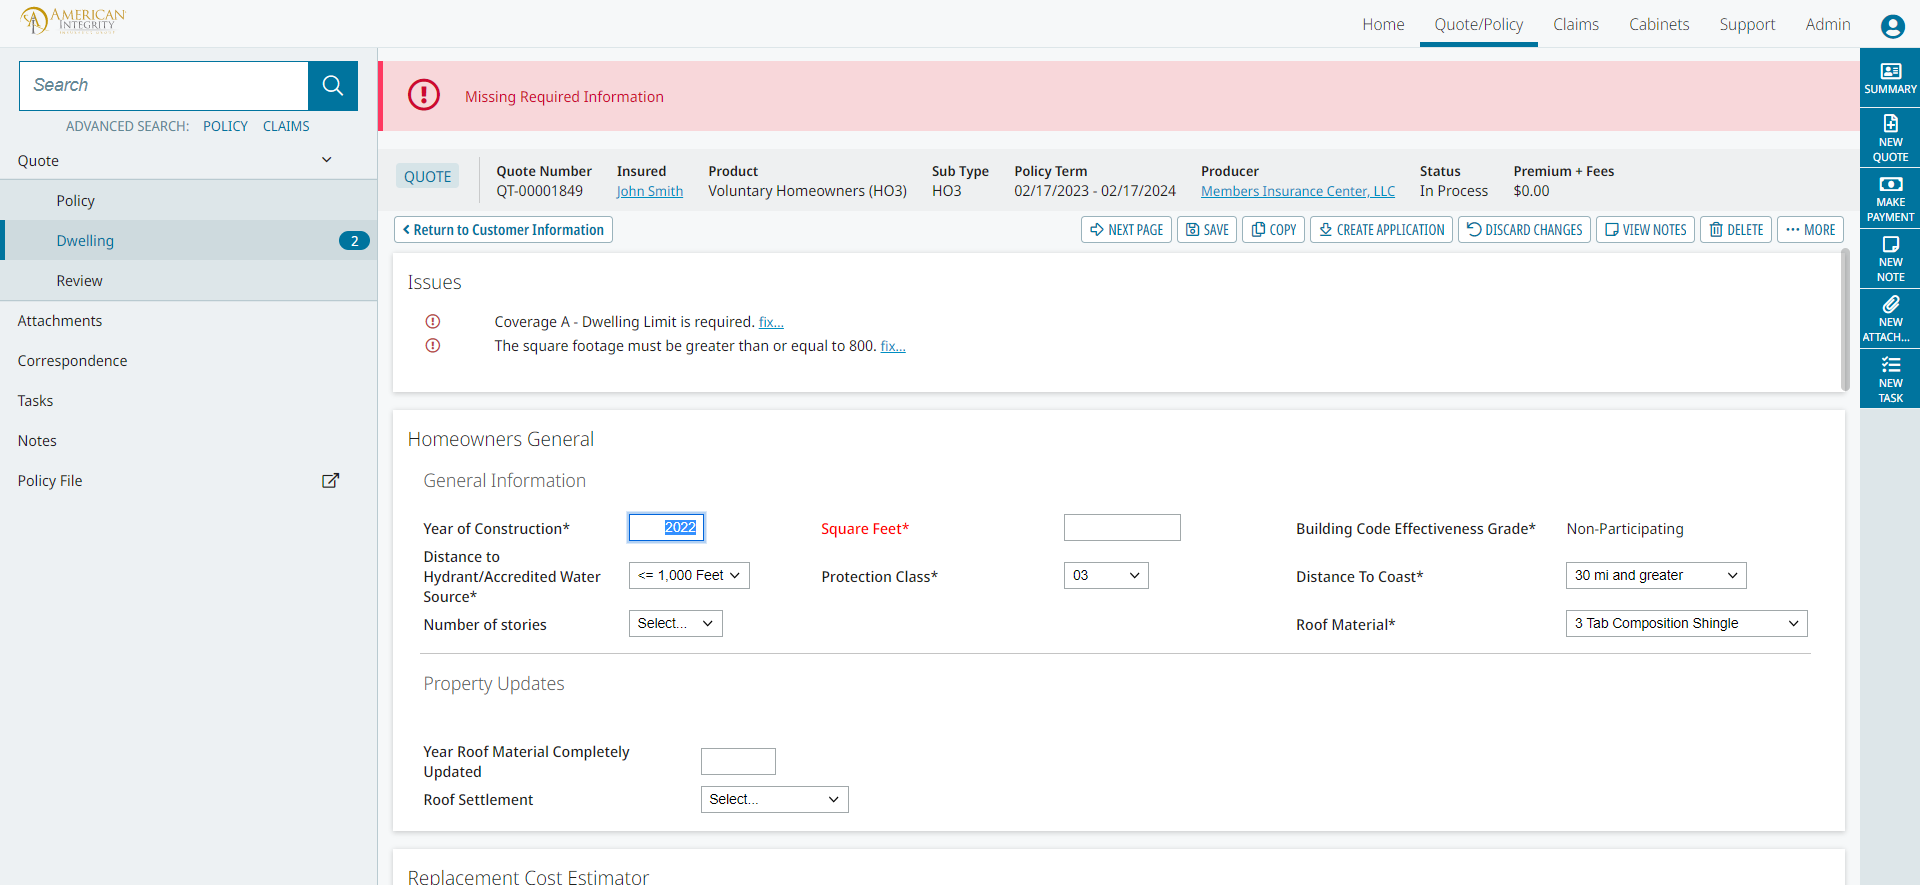 AMERICAN
INTEGRITY
Home
Quote/Policy
Claims
Cabinets
Support
Admin
Search
ADVANCED SEARCH: POLICY CLAIMS
Quote
Policy
Dwelling 2
Review
Attachments
Correspondence
Tasks
Notes
Policy File
Missing Required Information
QUOTE
Quote Number
QT-00001849
Insured
John Smith
Product
Voluntary Homeowners (HO3)
Sub Type
HO3
Policy Term
02/17/2023 - 02/17/2024
Producer
Members Insurance Center, LLC
Status
In Process
Premium + Fees
$0.00
Return to Customer Information
NEXT PAGE
SAVE
COPY
CREATE APPLICATION
DISCARD CHANGES
VIEW NOTES
DELETE
MORE
Issues
Coverage A - Dwelling Limit is required. fix...
The square footage must be greater than or equal to 800. fix...
Homeowners General
General Information
Year of Construction* 2022
Square Feet*
Building Code Effectiveness Grade* Non-Participating
Distance to
Hydrant/Accredited Water
Source*
<= 1,000 Feet
Protection Class* 03
Distance To Coast* 30 mi and greater
Number of stories Select...
Roof Material* 3 Tab Composition Shingle
Property Updates
Year Roof Material Completely
Updated
Roof Settlement Select...
Replacement Cost Estimator
SUMMARY
NEW
QUOTE
MAKE
PAYMENT
NEW
NOTE
NEW
ATTACH...
NEW
TASK